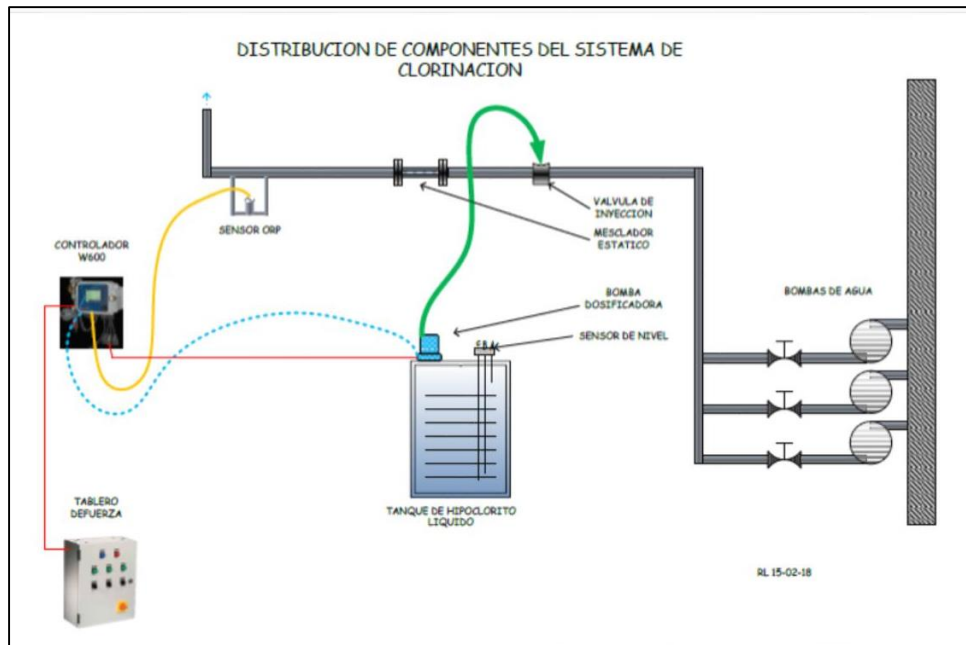 DISTRIBUCION DE COMPONENTES DEL SISTEMA DE
CLORINACION
VALVULA DE
INYECCION
SENSOR ORP
MESCLADOR
ESTATICO
CONTROLADOR
W600
BOMBA
DOSIFICADORA
BOMBAS DE AGUA
SENSOR DE NIVEL
C B A
TANQUE DE HIPOCLORITO
LIQUIDO
TABLERO
DEFUERZA
RL 15-02-18